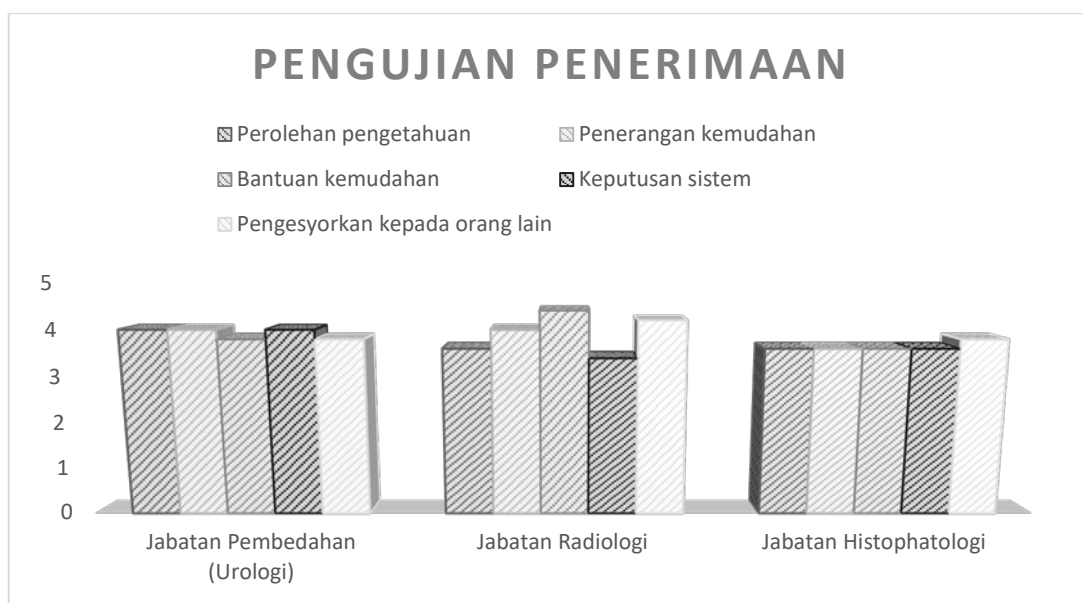 PENGUJIAN PENERIMAAN
Perolehan pengetahuan
Penerangan kemudahan
Bantuan kemudahan
Keputusan sistem
Pengesyorkan kepada orang lain
5
4
3
2
1
0
Jabatan Pembedahan
(Urologi)
Jabatan Radiologi
Jabatan Histophatologi